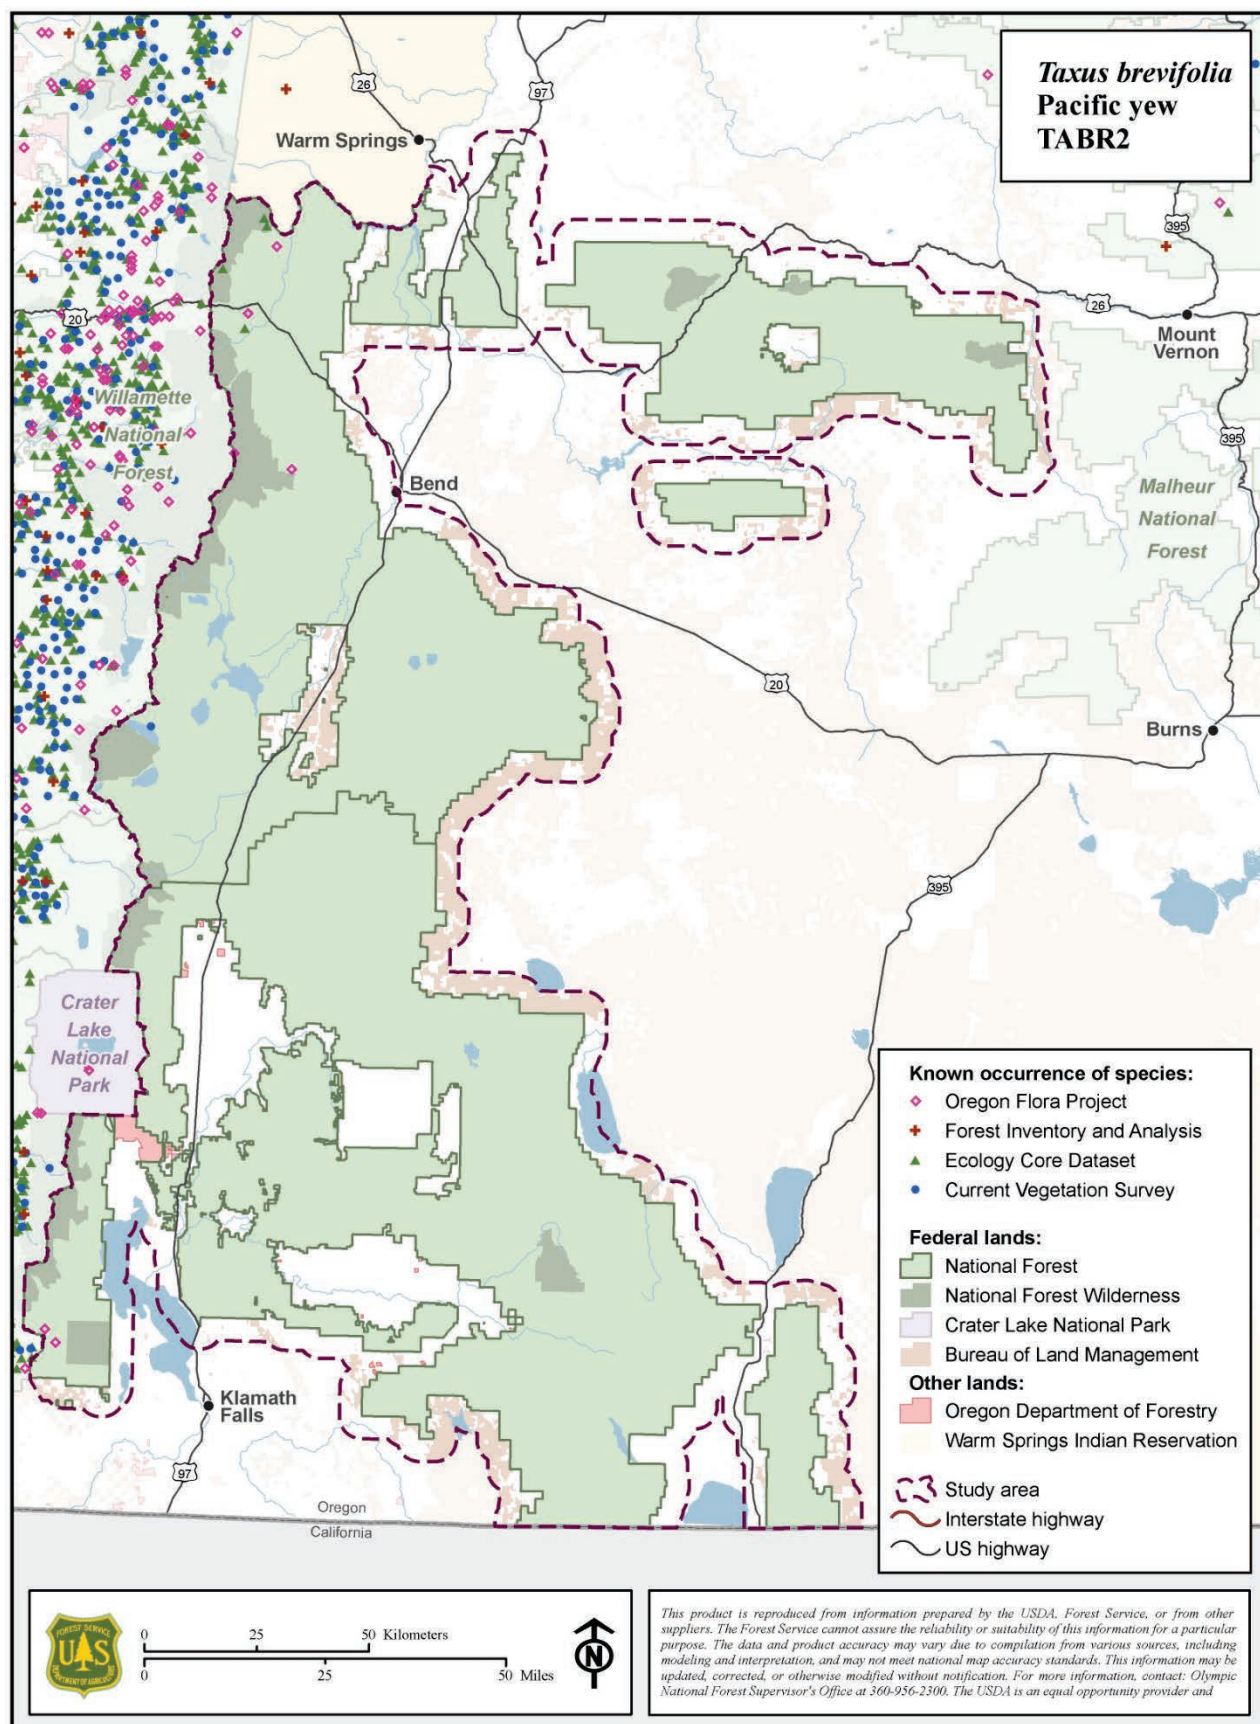 Taxus brevifolia
Pacific yew
TABR2
26
97
Warm Springs
395
26
20
Mount
Vernon
Willamette
National
Forest
395
Bend
Malheur
National
Forest
20
Burns
395
Crater
Lake
National
Park
Known occurrence of species:
Oregon Flora Project
Forest Inventory and Analysis
Ecology Core Dataset
Current Vegetation Survey
Federal lands:
National Forest
National Forest Wilderness
Crater Lake National Park
Bureau of Land Management
Other lands:
Oregon Department of Forestry
Warm Springs Indian Reservation
Study area
Interstate highway
US highway
Klamath
Falls
97
Oregon
California
FOREST SERVICE
U S
DEPARTMENT OF AGRICULTURE
0 25 50 Kilometers
0 25 50 Miles
N
This product is reproduced from information prepared by the USDA, Forest Service, or from other
suppliers. The Forest Service cannot assure the reliability or suitability of this information for a particular
purpose. The data and product accuracy may vary due to compilation from various sources, including
modeling and interpretation, and may not meet national map accuracy standards. This information may be
updated, corrected, or otherwise modified without notification. For more information, contact: Olympic
National Forest Supervisor's Office at 360-956-2300. The USDA is an equal opportunity provider and